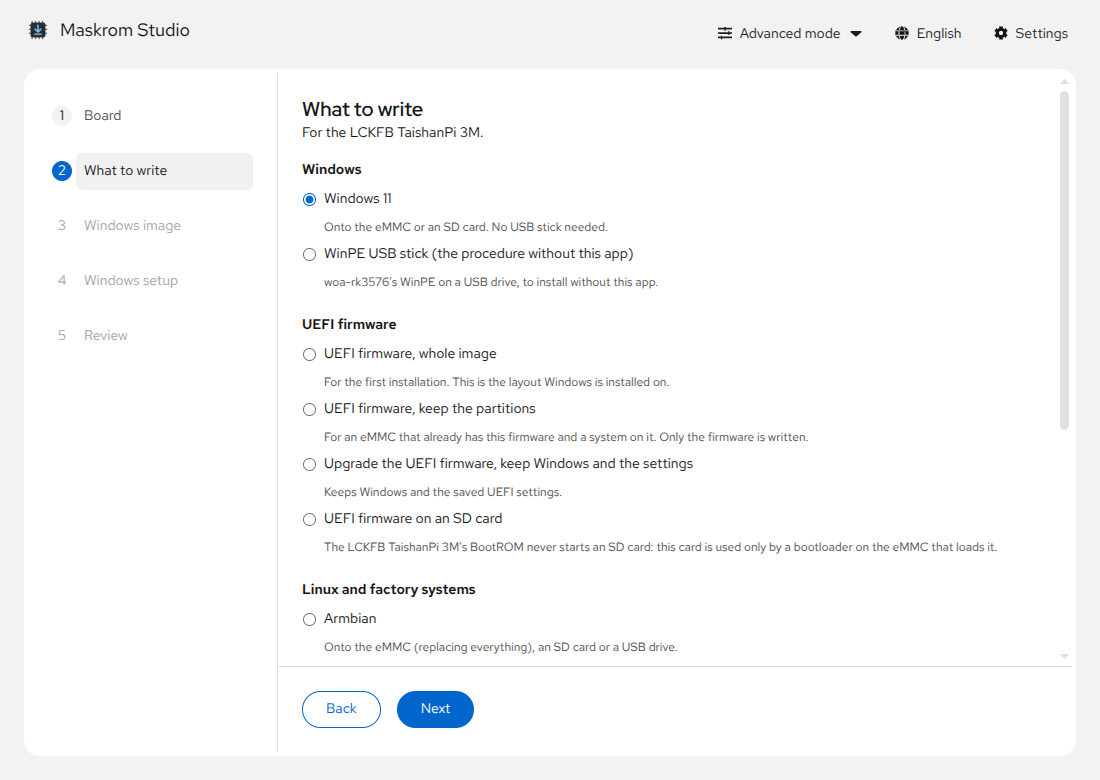 Maskrom Studio
Advanced mode
English
Settings
1 Board
2 What to write
3 Windows image
4 Windows setup
5 Review
What to write
For the LCKFB TaishanPi 3M.
Windows
Windows 11
Onto the eMMC or an SD card. No USB stick needed.
WinPE USB stick (the procedure without this app)
woa-rk3576's WinPE on a USB drive, to install without this app.
UEFI firmware
UEFI firmware, whole image
For the first installation. This is the layout Windows is installed on.
UEFI firmware, keep the partitions
For an eMMC that already has this firmware and a system on it. Only the firmware is written.
Upgrade the UEFI firmware, keep Windows and the settings
Keeps Windows and the saved UEFI settings.
UEFI firmware on an SD card
The LCKFB TaishanPi 3M's BootROM never starts an SD card: this card is used only by a bootloader on the eMMC that loads it.
Linux and factory systems
Armbian
Onto the eMMC (replacing everything), an SD card or a USB drive.
Back
Next